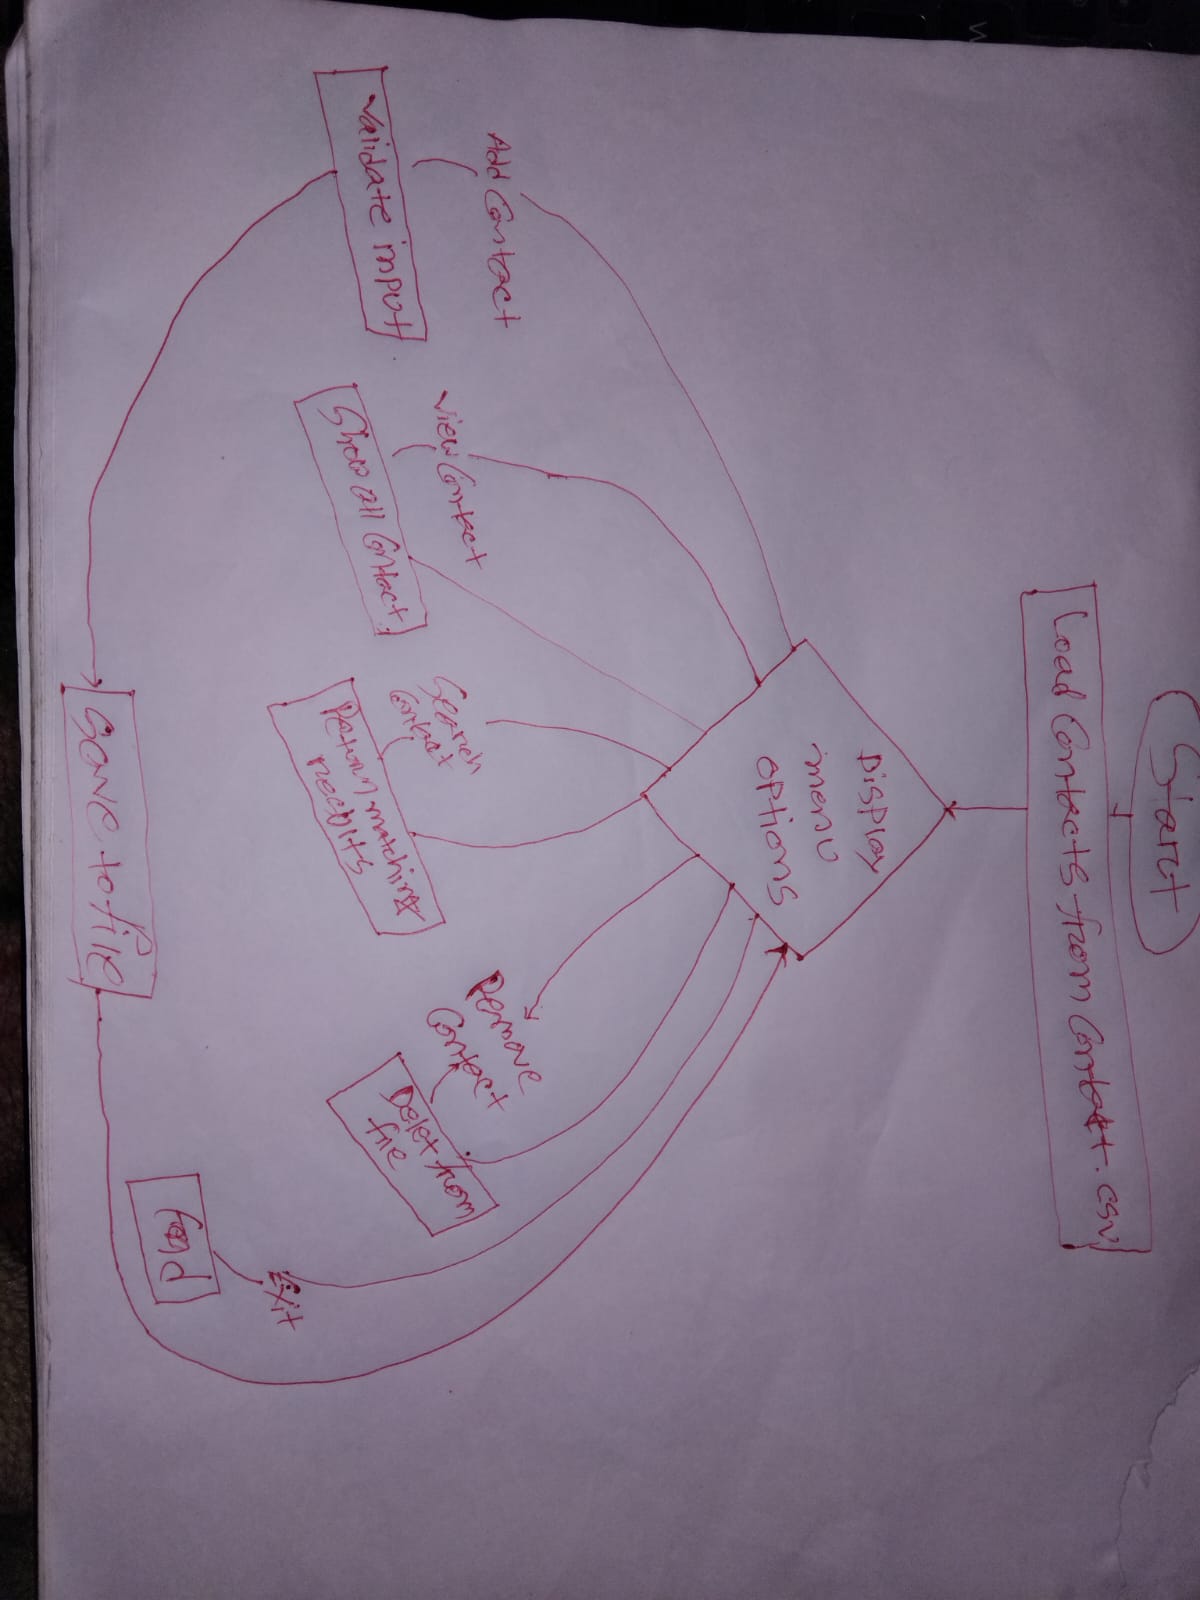 Start
Load Contacts from Contact.csv
Display
menu
options
Add Contact
Validate input
View Contact
Show all Contact.
Search
Contact
Return matching
Remove
Contact
Delet from
file
Exit
End
Save to file